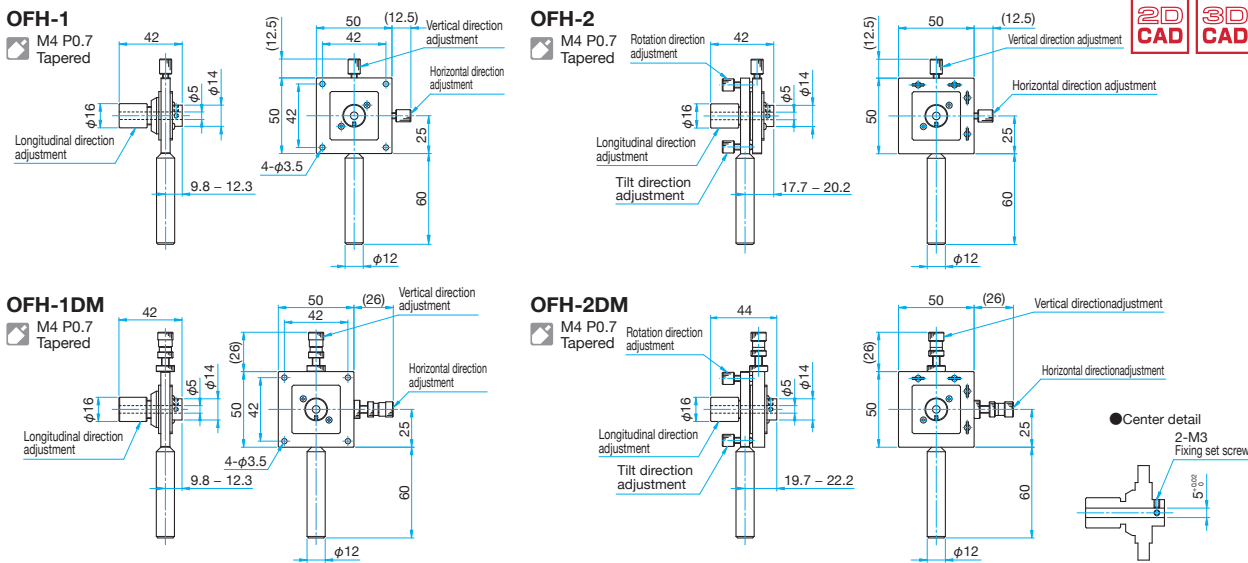 OFH-1
M4 P0.7
Tapered
42
φ16
φ5
φ14
Longitudinal direction
adjustment
9.8 – 12.3
50
(12.5)
42
(12.5)
Vertical direction
adjustment
Horizontal direction
adjustment
50
42
25
4-φ3.5
60
φ12
OFH-2
M4 P0.7
Tapered
Rotation direction
adjustment
42
φ5
φ14
φ16
Longitudinal direction
adjustment
Tilt direction
adjustment
17.7 – 20.2
50
(12.5)
(12.5)
Vertical direction adjustment
Horizontal direction adjustment
50
25
60
φ12
2D
CAD
3D
CAD
OFH-1DM
M4 P0.7
Tapered
42
φ16
φ5
φ14
Longitudinal direction
adjustment
9.8 – 12.3
50
(26)
42
(26)
Vertical direction
adjustment
Horizontal direction
adjustment
50
42
25
4-φ3.5
60
φ12
OFH-2DM
M4 P0.7
Tapered
Rotation direction
adjustment
44
φ5
φ14
φ16
Longitudinal direction
adjustment
Tilt direction
adjustment
19.7 – 22.2
50
(26)
(26)
Vertical directionadjustment
Horizontal directionadjustment
50
25
60
φ12
●Center detail
2-M3
Fixing set screw
5 +0.02 0